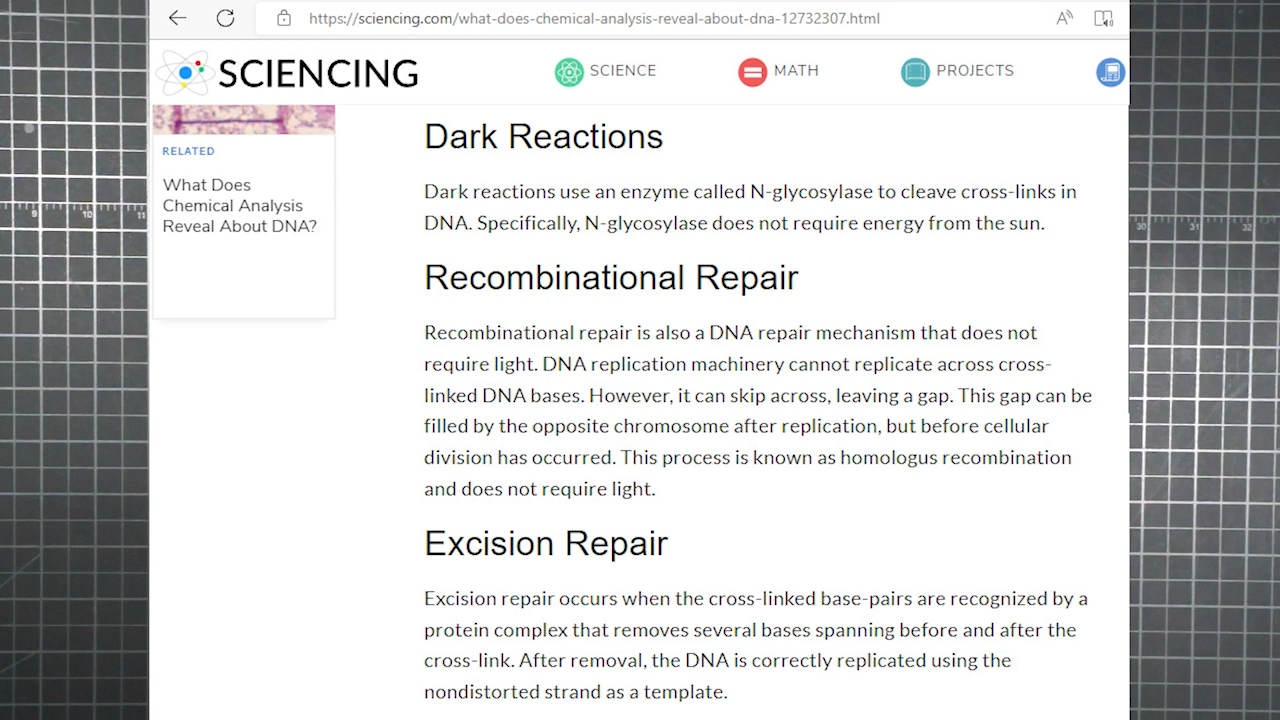 https://sciencing.com/what-does-chemical-analysis-reveal-about-dna-12732307.html
SCIENCING
SCIENCE
MATH
PROJECTS
RELATED
What Does
Chemical Analysis
Reveal About DNA?
9 10 11
30 31 32
Dark Reactions
Dark reactions use an enzyme called N-glycosylase to cleave cross-links in
DNA. Specifically, N-glycosylase does not require energy from the sun.
Recombinational Repair
Recombinational repair is also a DNA repair mechanism that does not
require light. DNA replication machinery cannot replicate across cross-
linked DNA bases. However, it can skip across, leaving a gap. This gap can be
filled by the opposite chromosome after replication, but before cellular
division has occurred. This process is known as homologus recombination
and does not require light.
Excision Repair
Excision repair occurs when the cross-linked base-pairs are recognized by a
protein complex that removes several bases spanning before and after the
cross-link. After removal, the DNA is correctly replicated using the
nondistorted strand as a template.